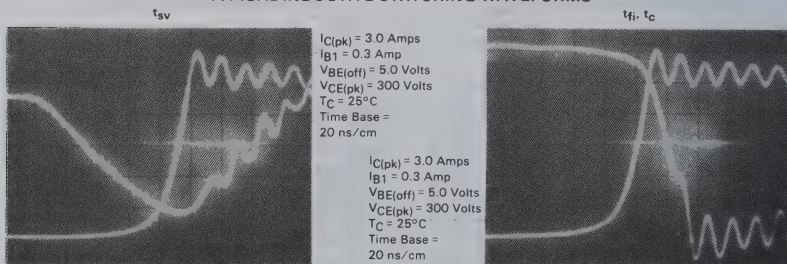 TYPICAL INDUCTIVE SWITCHING WAVEFORMS
tsv
tfi, tc
IC(pk) = 3.0 Amps
IB1 = 0.3 Amp
VBE(off) = 5.0 Volts
VCE(pk) = 300 Volts
TC = 25°C
Time Base =
20 ns/cm
IC(pk) = 3.0 Amps
IB1 = 0.3 Amp
VBE(off) = 5.0 Volts
VCE(pk) = 300 Volts
TC = 25°C
Time Base =
20 ns/cm